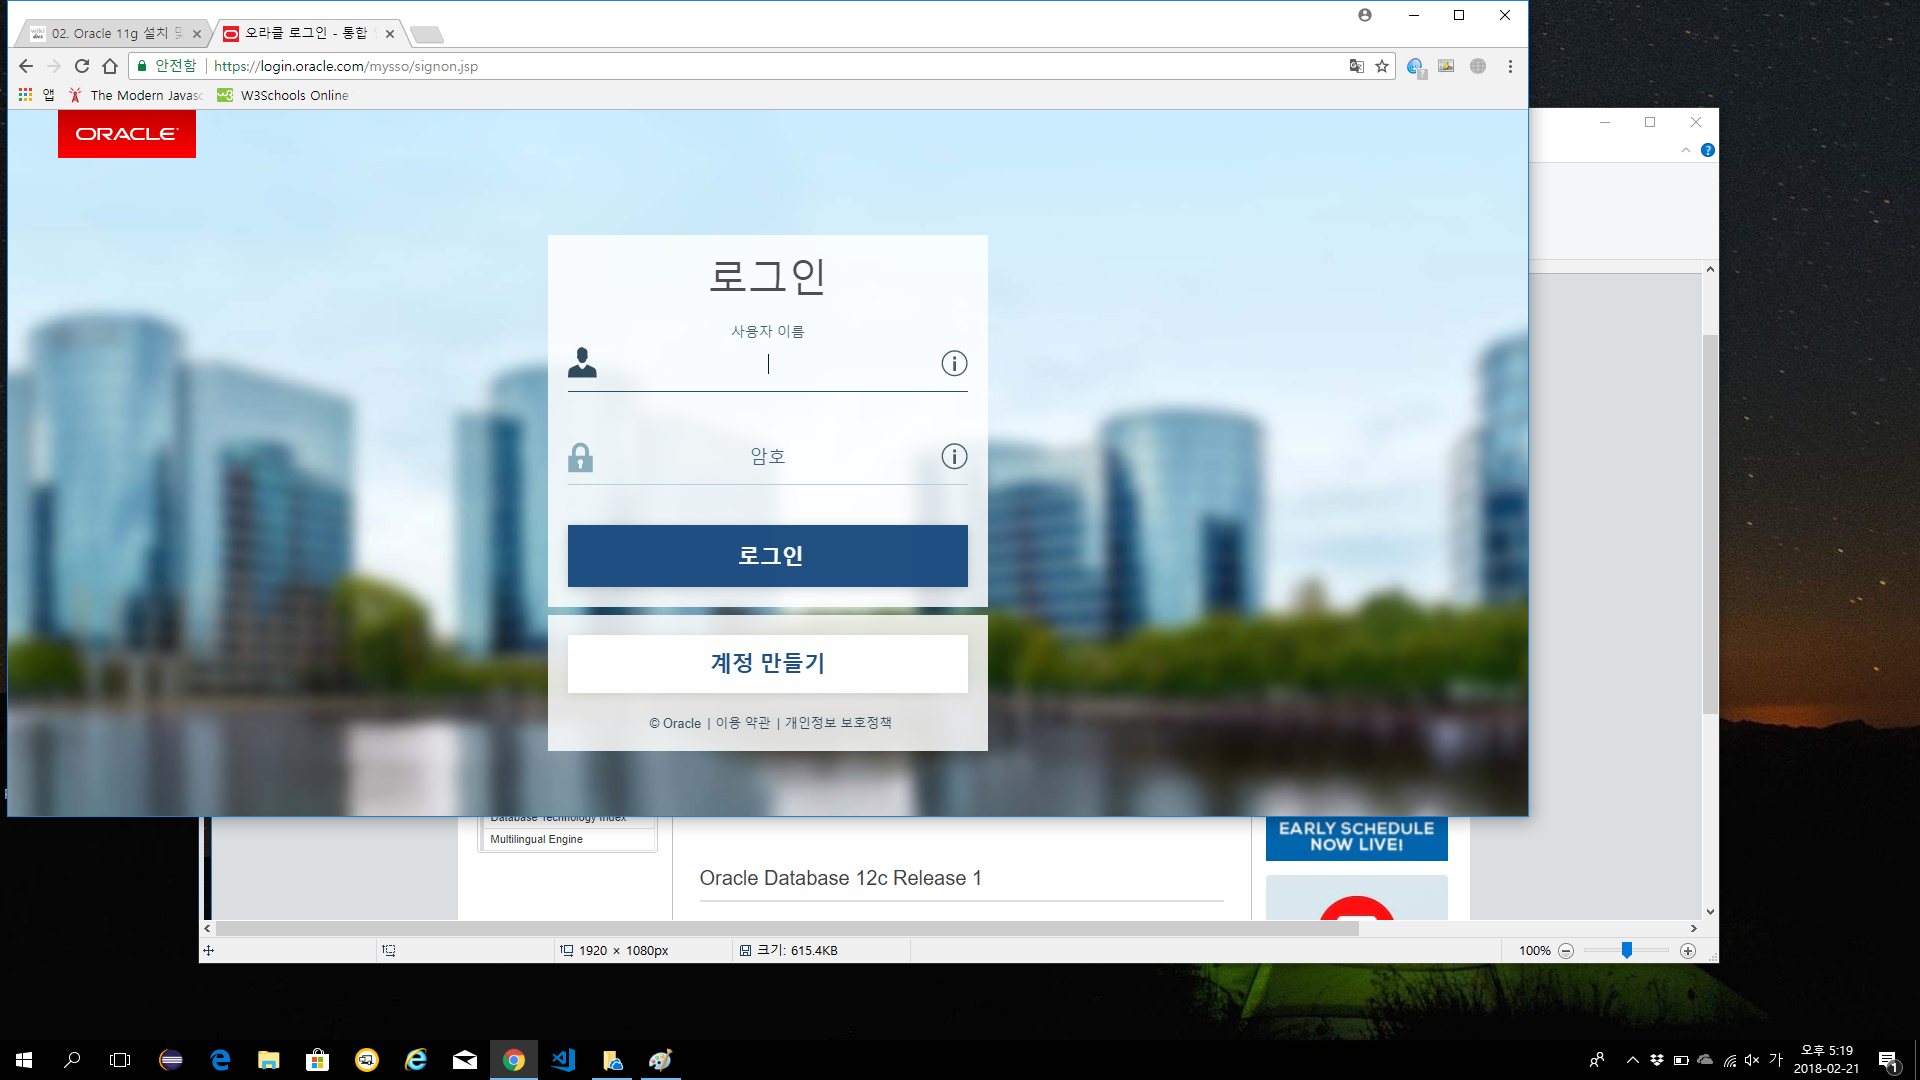 02. Oracle 11g 설치 및
오라클 로그인 - 통합
안전함
https://login.oracle.com/mysso/signon.jsp
앱
The Modern Javasc
W3Schools Online
ORACLE
로그인
사용자 이름
암호
로그인
계정 만들기
© Oracle | 이용 약관 | 개인정보 보호정책
Database Technology Index
Multilingual Engine
Oracle Database 12c Release 1
EARLY SCHEDULE
NOW LIVE!
1920 × 1080px
크기: 615.4KB
100%
가
오후 5:19
2018-02-21
1